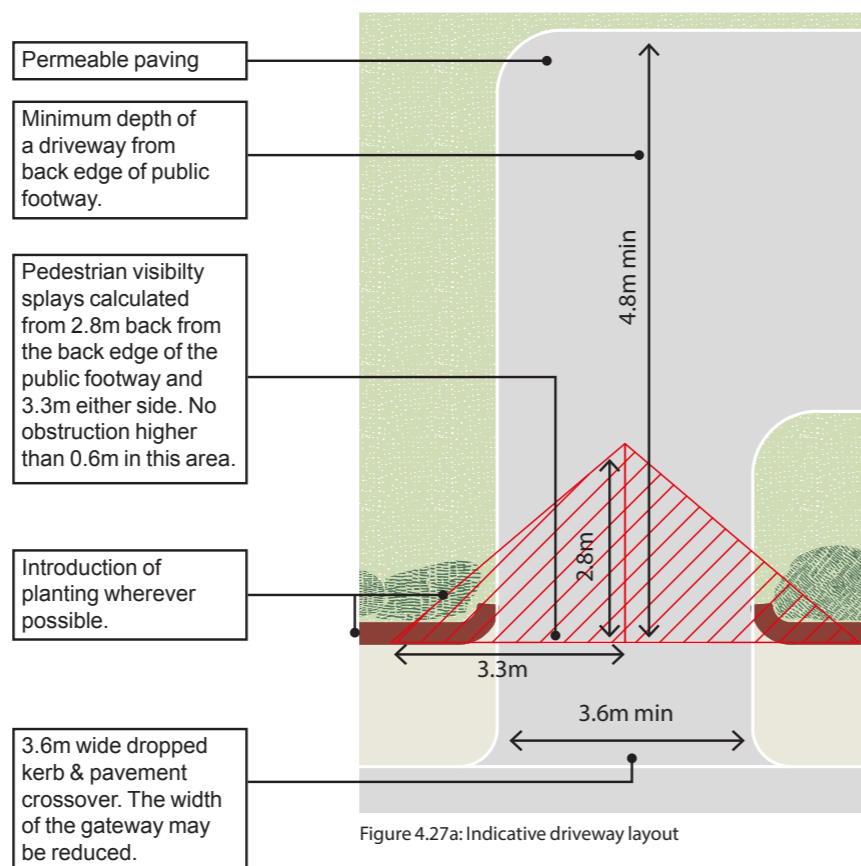 Permeable paving
Minimum depth of
a driveway from
back edge of public
footway.
Pedestrian visibilty
splays calculated
from 2.8m back from
the back edge of the
public footway and
3.3m either side. No
obstruction higher
than 0.6m in this area.
Introduction of
planting wherever
possible.
3.6m wide dropped
kerb & pavement
crossover. The width
of the gateway may
be reduced.
4.8m min
2.8m
3.3m
3.6m min
Figure 4.27a: Indicative driveway layout